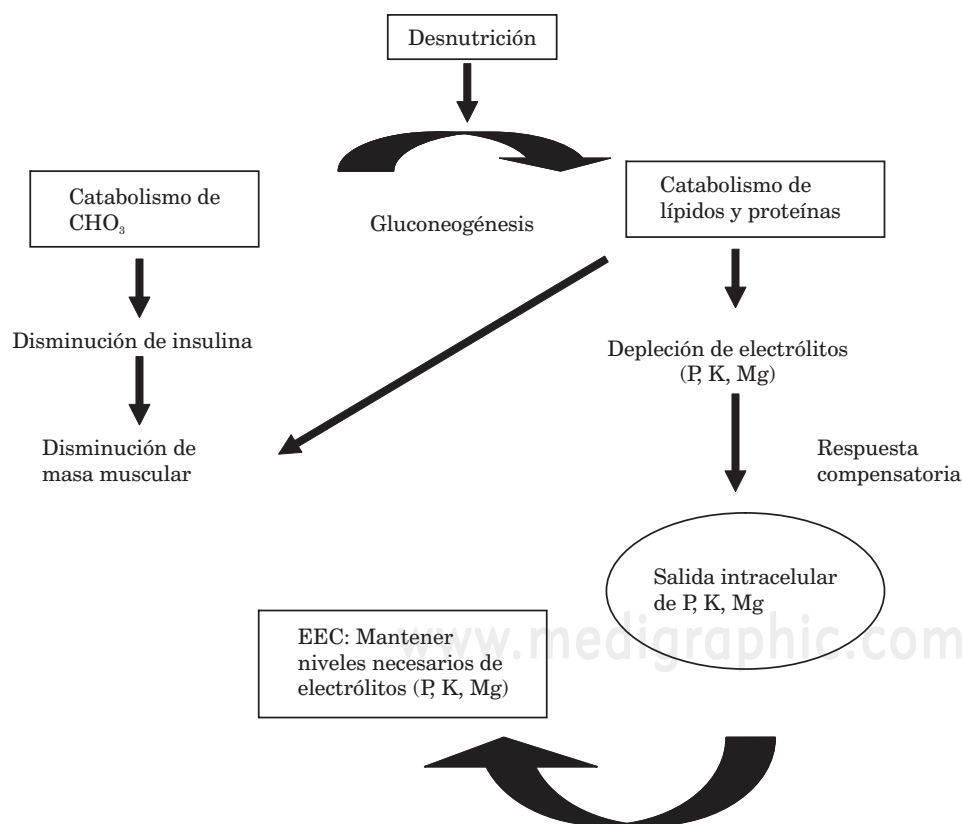 Desnutrición
Catabolismo de
CHO₃
Gluconeogénesis
Catabolismo de
lípidos y proteínas
Disminución de insulina
Depleción de electrólitos
(P, K, Mg)
Disminución de
masa muscular
Respuesta
compensatoria
Salida intracelular
de P, K, Mg
EEC: Mantener
niveles necesarios de
electrólitos (P, K, Mg)
www.medigraphic.com